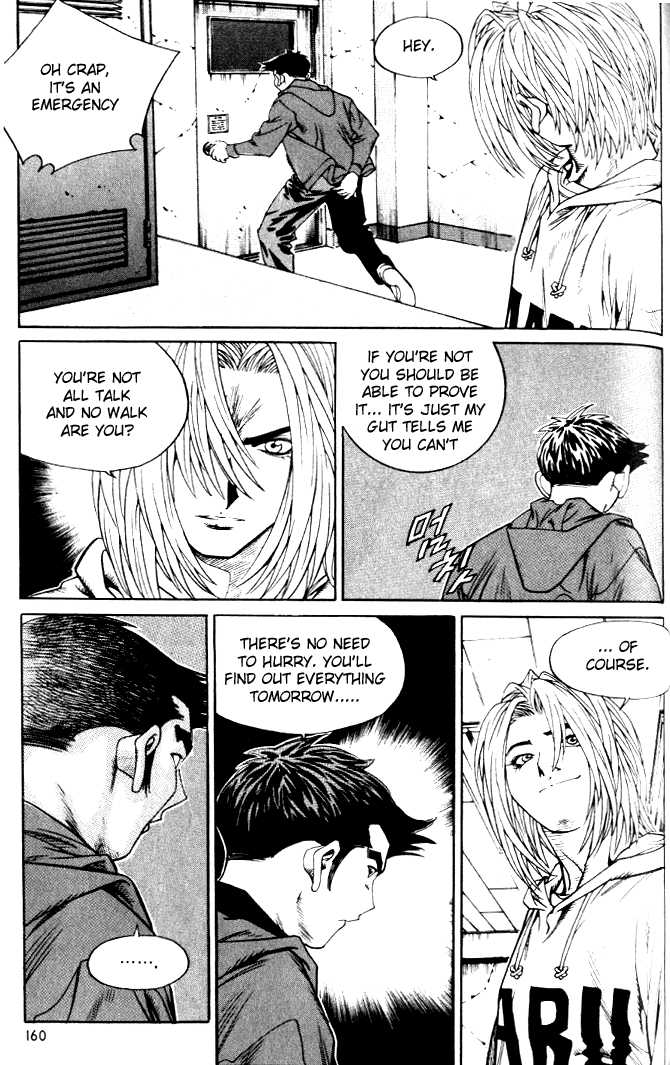 OH CRAP,
IT'S AN
EMERGENCY
HEY.
YOU'RE NOT
ALL TALK
AND NO WALK
ARE YOU?
IF YOU'RE NOT
YOU SHOULD BE
ABLE TO PROVE
IT... IT'S JUST MY
GUT TELLS ME
YOU CAN'T
.......
THERE'S NO NEED
TO HURRY. YOU'LL
FIND OUT EVERYTHING
TOMORROW.....
... OF
COURSE.
ARU
160